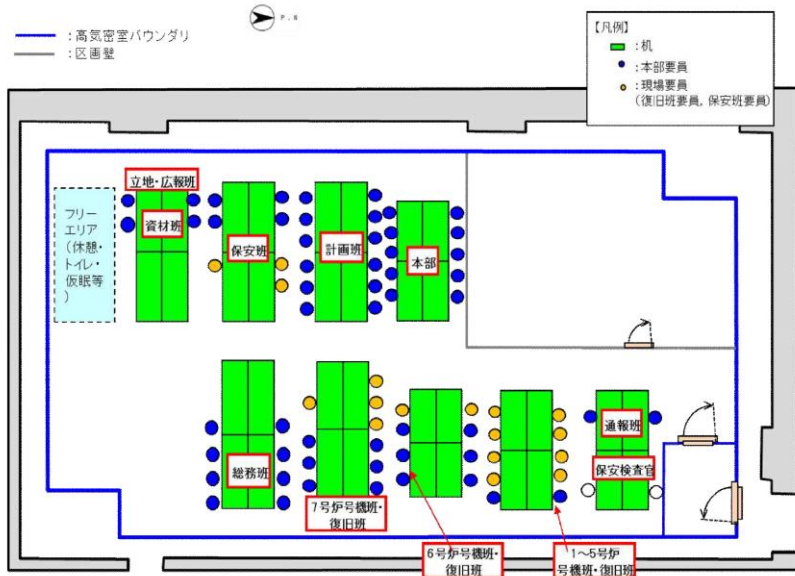 P.N
：高気密室バウンダリ
：区画壁
【凡例】
：机
：本部要員
：現場要員
(復旧班要員, 保安班要員)
立地・広報班
資材班
保安班
計画班
本部
フリー
エリア
（休憩・
トイレ・
仮眠等
）
総務班
7号炉号機班・
復旧班
6号炉号機班・
復旧班
1～5号炉
号機班・復旧班
通報班
保安検査官